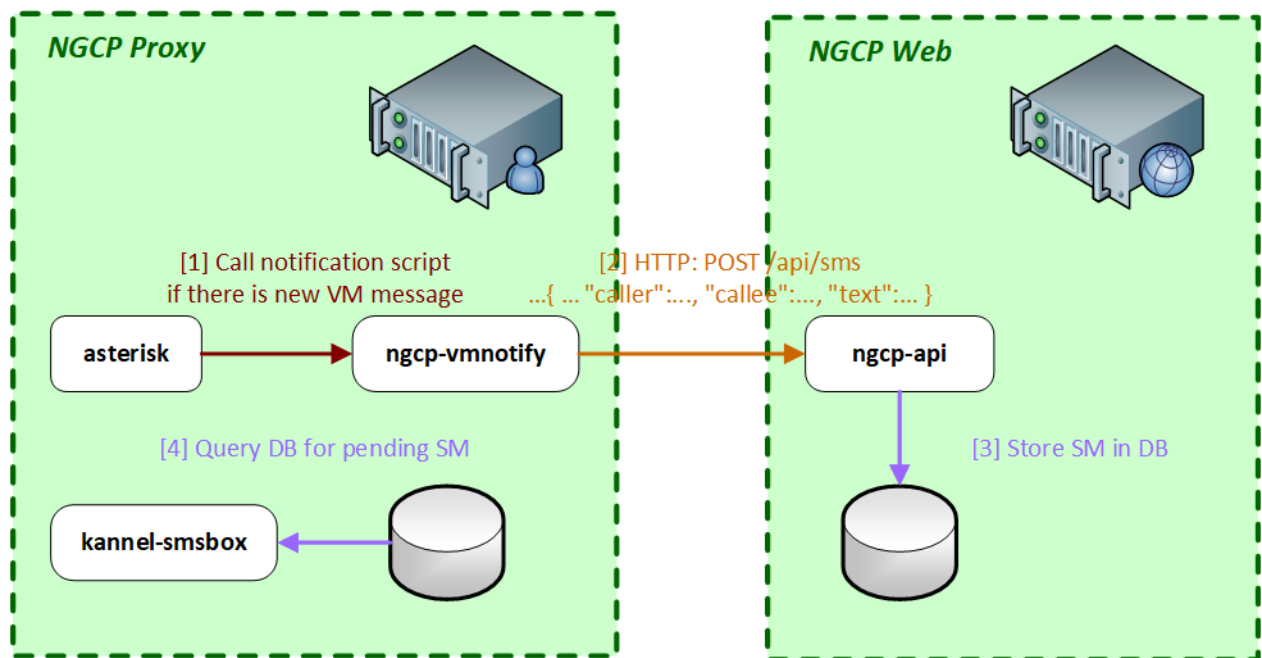 NGCP Proxy
NGCP Web
[1] Call notification script
if there is new VM message
[2] HTTP: POST /api/sms
...{ ... "caller":..., "callee":..., "text":... }
asterisk
ngcp-vmnotify
ngcp-api
[4] Query DB for pending SM
[3] Store SM in DB
kannel-smsbox